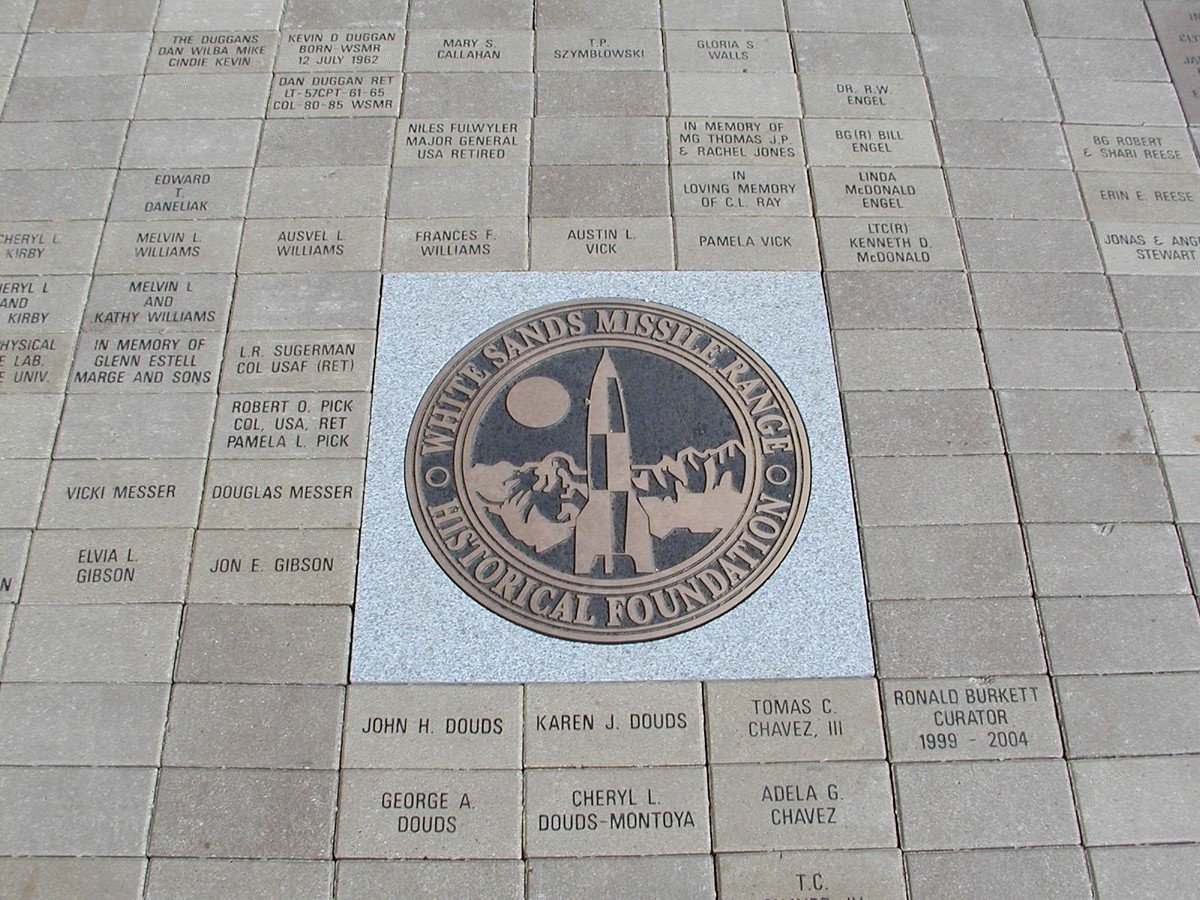 THE DUGGANS
DAN WILBA MIKE
CINDIE KEVIN
KEVIN D DUGGAN
BORN-WSMR
12 JULY 1962
MARY S.
CALLAHAN
T.P.
SZYMBLOWSKI
GLORIA S
WALLS
DAN DUGGAN RET
LT-57CPT-61-65
COL-80-85 WSMR
DR. R.W.
ENGEL
NILES FULWYLER
MAJOR GENERAL
USA RETIRED
IN MEMORY OF
MG THOMAS J.P.
& RACHEL JONES
BG(R) BILL
ENGEL
BG ROBERT
& SHARI REESE
EDWARD
T.
DANELIAK
IN
LOVING MEMORY
OF C.L. RAY
LINDA
McDONALD
ENGEL
ERIN E. REESE
CHERYL L.
KIRBY
MELVIN L.
WILLIAMS
AUSVEL L.
WILLIAMS
FRANCES F.
WILLIAMS
AUSTIN L.
VICK
PAMELA VICK
LTC(R)
KENNETH D.
McDONALD
JONAS &
STEWART
L
AND
KIRBY
MELVIN L
AND
KATHY WILLIAMS
LAB.
UNIV.
IN MEMORY OF
GLENN ESTELL
MARGE AND SONS
L.R. SUGERMAN
COL USAF (RET)
ROBERT O. PICK
COL, USA, RET
PAMELA L. PICK
VICKI MESSER
DOUGLAS MESSER
ELVIA L.
GIBSON
JON E. GIBSON
WHITE SANDS MISSILE RANGE
HISTORICAL FOUNDATION
JOHN H. DOUDS
KAREN J. DOUDS
TOMAS C.
CHAVEZ, III
RONALD BURKETT
CURATOR
1999 - 2004
GEORGE A.
DOUDS
CHERYL L.
DOUDS-MONTOYA
ADELA G.
CHAVEZ
T.C.